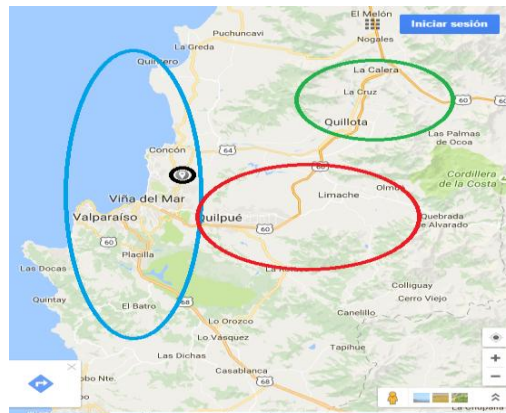 El Melón
Iniciar sesión
Puchuncaví
Nogales
La Greda
Quintero
La Calera
La Cruz
60
Quillota
Las Palmas
de Ocoa
Concón
64
Cordillera
de la Costa
Viña del Mar
Limache
Olmué
Valparaíso
Quilpué
Quebrada
de Alvarado
60
60
Placilla
Las Docas
Colliguay
Quintay
El Batro
68
Cerro Viejo
Canelillo
Lo Orozco
Lo Vásquez
Tapihue
Las Dichas
Casablanca
68